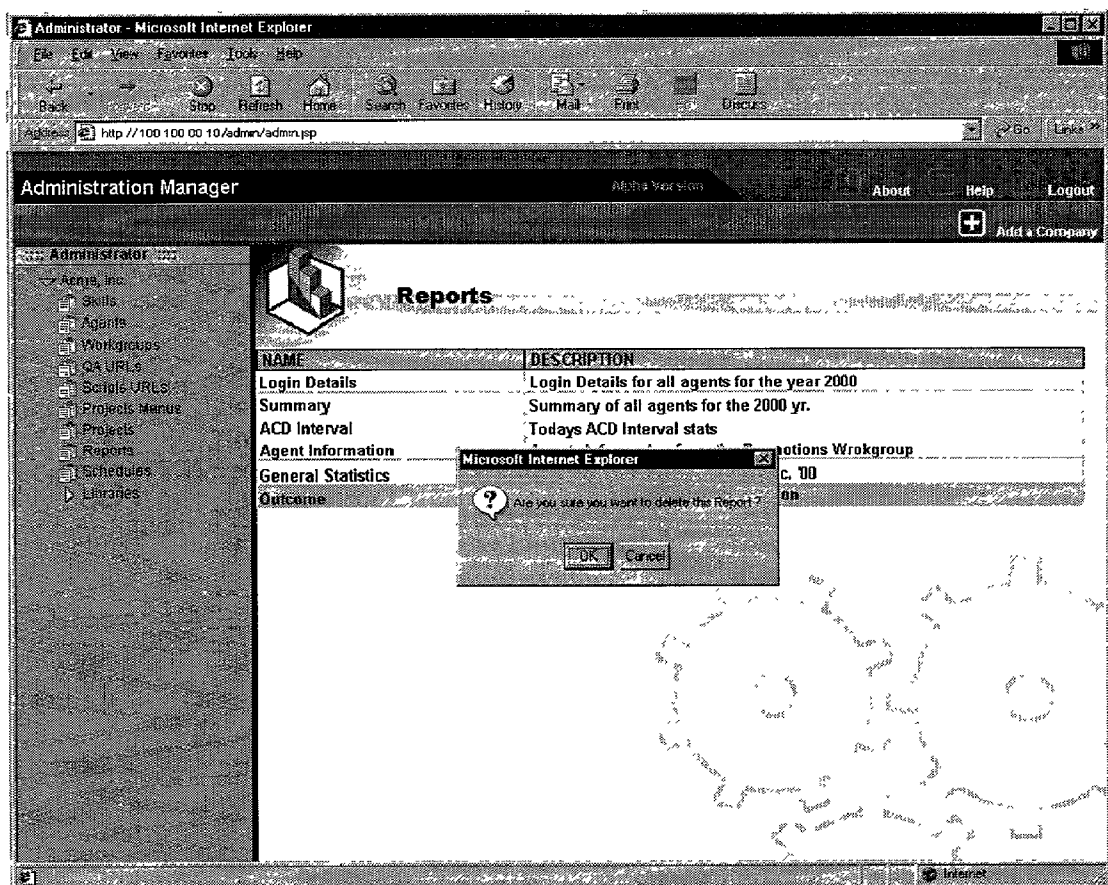 Administrator - Microsoft Internet Explorer
File Edit View Favorites Tools Help
Back Stop Refresh Home Search Favorites History Mail Print Discuss
Address http //100 100 00 10/admin/admin.jsp Go Links »
Administration Manager Alpha Version About Help Logout
Add a Company
Administrator
Acme, Inc.
Skills
Agents
Workgroups
QA URLs
Scripts URLs
Projects Menus
Projects
Reports
Schedules
Libraries
Reports
NAME DESCRIPTION
Login Details Login Details for all agents for the year 2000
Summary Summary of all agents for the 2000 yr.
ACD Interval Todays ACD Interval stats
Agent Information otions Wrokgroup
General Statistics c. '00
Outcome on
Microsoft Internet Explorer
Are you sure you want to delete this Report ?
OK Cancel
Internet